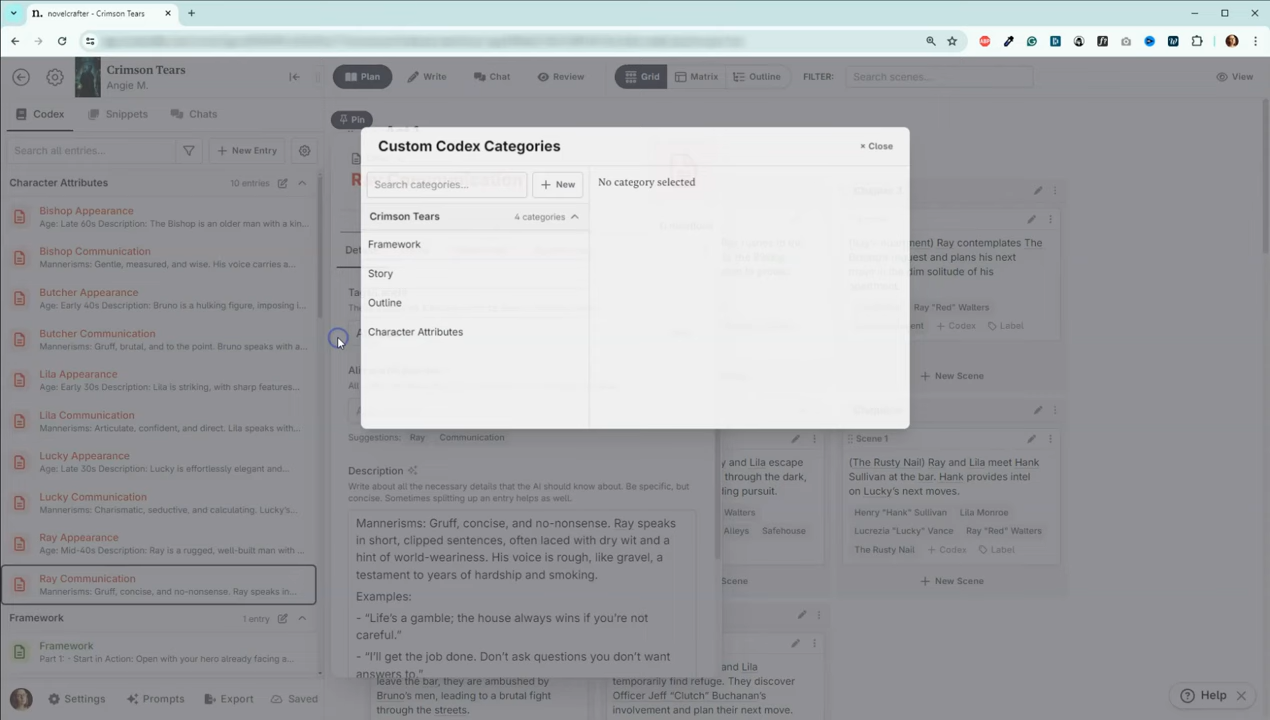 novelcrafter - Crimson Tears
Crimson Tears
Angie M.
Plan
Write
Chat
Review
Grid
Matrix
Outline
FILTER:
Search scenes...
View
Codex
Snippets
Chats
Pin
Search all entries...
+ New Entry
Character Attributes
10 entries
Bishop Appearance
Age: Late 60s Description: The Bishop is an older man with a kin...
Bishop Communication
Mannerisms: Gentle, measured, and wise. His voice carries a...
Butcher Appearance
Age: Early 40s Description: Bruno is a hulking figure, imposing i...
Butcher Communication
Mannerisms: Gruff, brutal, and to the point. Bruno speaks with a...
Lila Appearance
Age: Early 30s Description: Lila is striking, with sharp features...
Lila Communication
Mannerisms: Articulate, confident, and direct. Lila speaks with...
Lucky Appearance
Age: Late 30s Description: Lucky is effortlessly elegant and...
Lucky Communication
Mannerisms: Charismatic, seductive, and calculating. Lucky's...
Ray Appearance
Age: Mid-40s Description: Ray is a rugged, well-built man with ...
Ray Communication
Mannerisms: Gruff, concise, and no-nonsense. Ray speaks in...
Framework
1 entry
Framework
Part 1: - Start in Action: Open with your hero already facing a...
Settings
Prompts
Export
Saved
Custom Codex Categories
× Close
Search categories...
+ New
No category selected
Crimson Tears
4 categories
Framework
Story
Outline
Character Attributes
Suggestions: Ray Communication
Description
Write about all the necessary details that the AI should know about. Be specific, but
concise. Sometimes splitting up an entry helps as well.
Mannerisms: Gruff, concise, and no-nonsense. Ray speaks
in short, clipped sentences, often laced with dry wit and a
hint of world-weariness. His voice is rough, like gravel, a
testament to years of hardship and smoking.
Examples:
- “Life’s a gamble; the house always wins if you’re not
careful.”
- “I’ll get the job done. Don’t ask questions you don’t want
answers to.”
(Ray's Apartment) Ray contemplates The
request and plans his next
in the dim solitude of his
Ray "Red" Walters
+ Codex
Label
+ New Scene
y and Lila escape
through the dark,
ding pursuit.
Walters
Alleys
Safehouse
Scene
Scene 1
(The Rusty Nail) Ray and Lila meet Hank
Sullivan at the bar. Hank provides intel
on Lucky's next moves.
Henry "Hank" Sullivan
Lila Monroe
Lucrezia "Lucky" Vance
Ray "Red" Walters
The Rusty Nail
+ Codex
Label
+ New Scene
leave the bar, they are ambushed by
Bruno's men, leading to a brutal fight
through the streets.
and Lila
temporarily find refuge. They discover
Officer Jeff "Clutch" Buchanan's
involvement and plan their next move.
Help